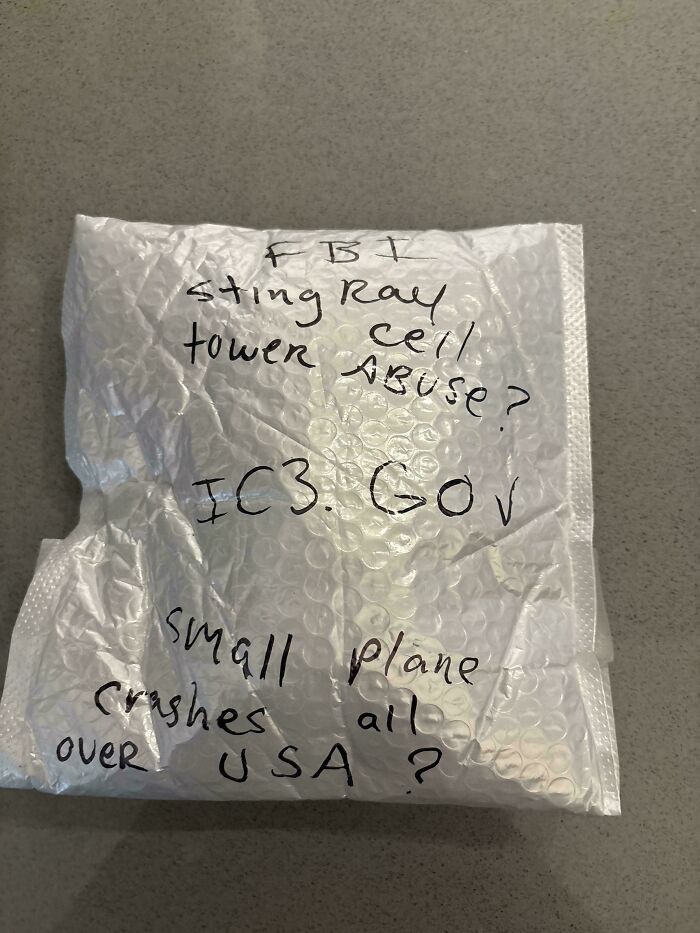 FBI
sting Ray
cell
toweR ABUSe?
IC3. GOv
small plane
crashes all
oveR USA ?